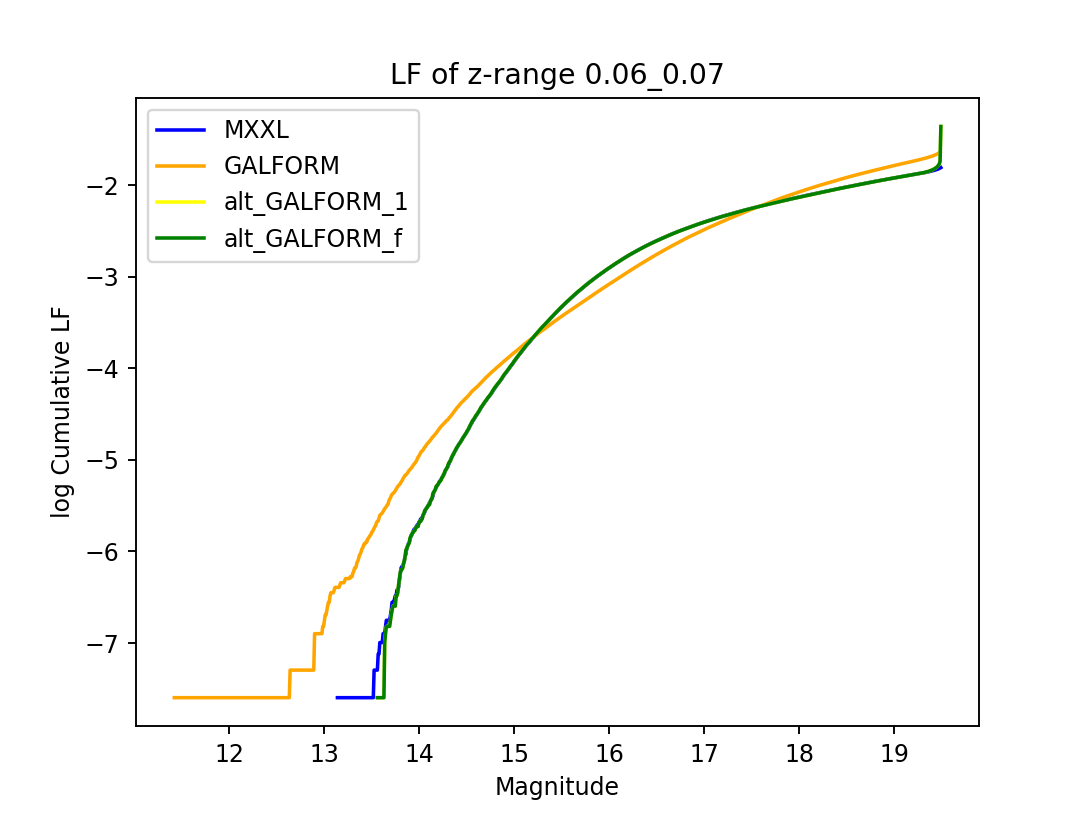 LF of z-range 0.06_0.07
MXXL
GALFORM
alt_GALFORM_1
alt_GALFORM_f
log Cumulative LF
−2
−3
−4
−5
−6
−7
12 13 14 15 16 17 18 19
Magnitude